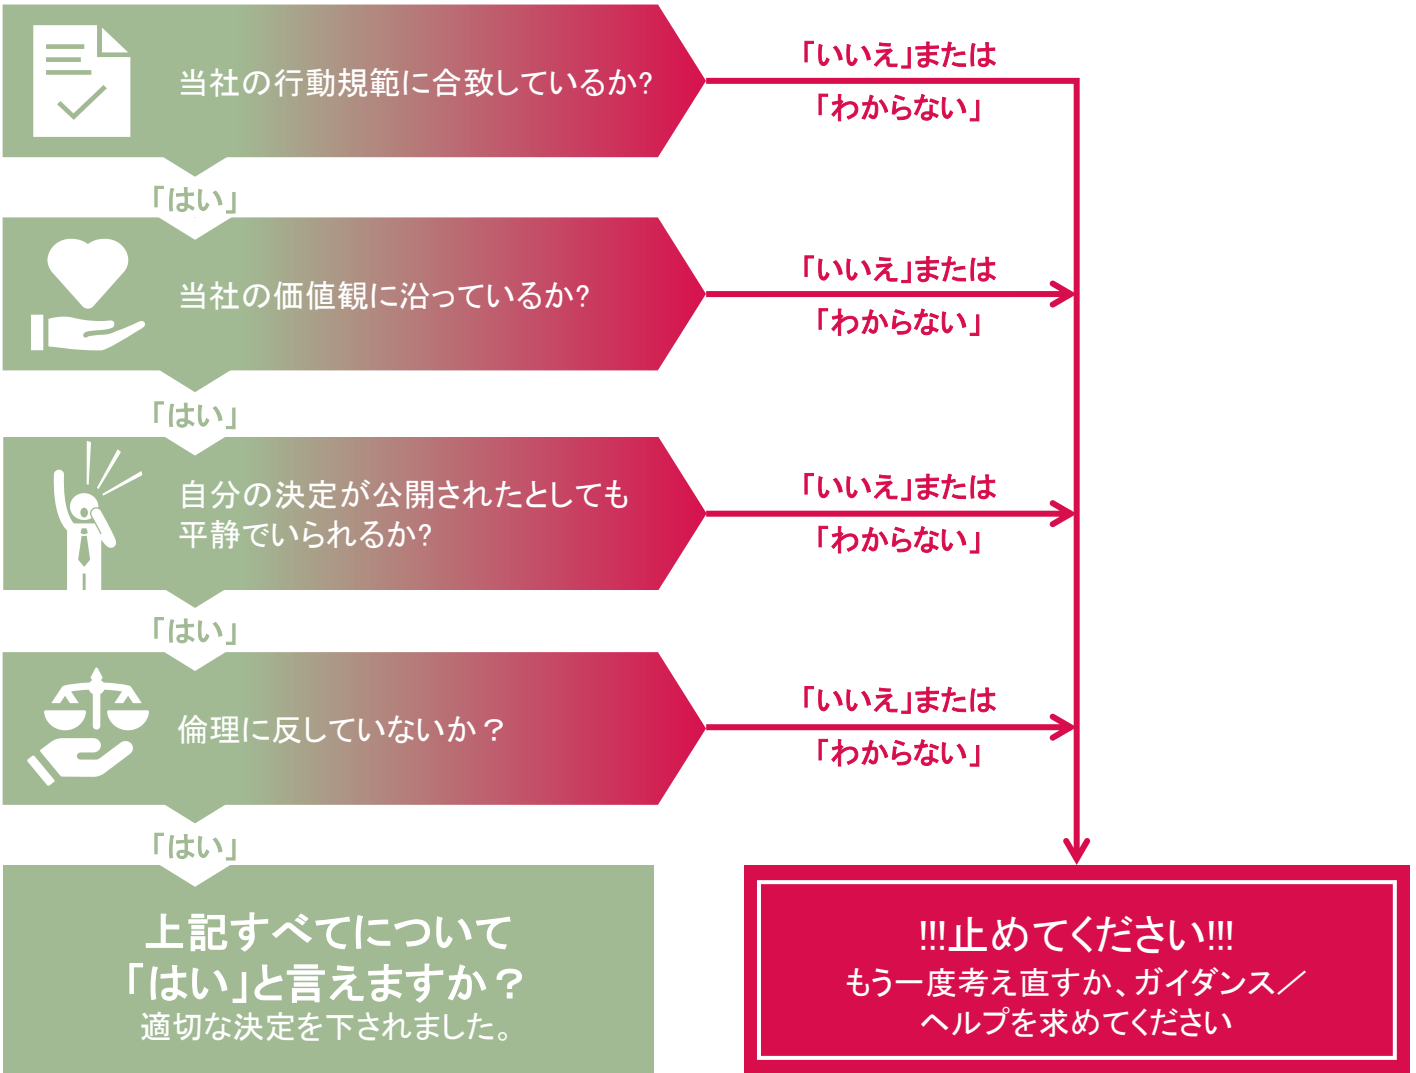 当社の行動規範に合致しているか?
「いいえ」または
「わからない」
「はい」
当社の価値観に沿っているか?
「いいえ」または
「わからない」
「はい」
自分の決定が公開されたとしても
平静でいられるか?
「いいえ」または
「わからない」
「はい」
倫理に反していないか？
「いいえ」または
「わからない」
「はい」
上記すべてについて
「はい」と言えますか？
適切な決定を下されました。
!!!止めてください!!!
もう一度考え直すか、ガイダンス／
ヘルプを求めてください